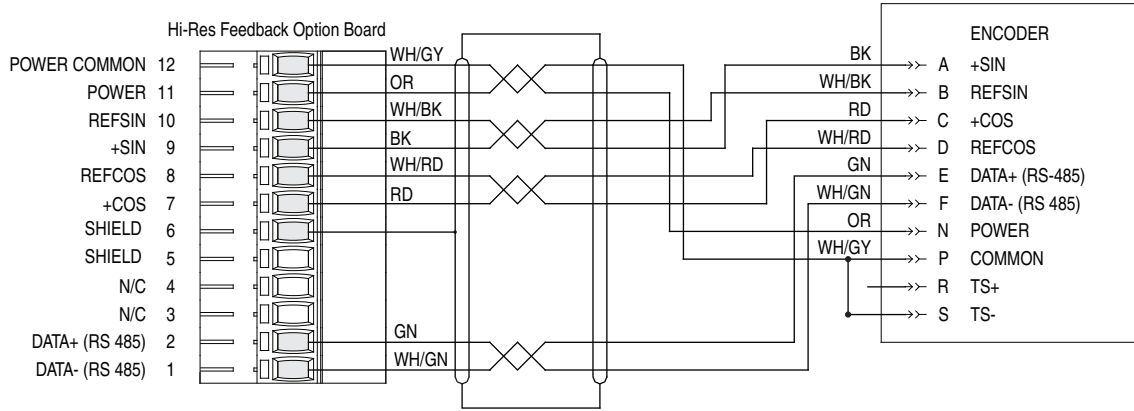 Hi-Res Feedback Option Board
POWER COMMON 12
POWER 11
REFSIN 10
+SIN 9
REFCOS 8
+COS 7
SHIELD 6
SHIELD 5
N/C 4
N/C 3
DATA+ (RS 485) 2
DATA- (RS 485) 1
WH/GY
OR
WH/BK
BK
WH/RD
RD
GN
WH/GN
ENCODER
BK A +SIN
WH/BK B REFSIN
RD C +COS
WH/RD D REFCOS
GN E DATA+ (RS-485)
WH/GN F DATA- (RS 485)
OR N POWER
WH/GY P COMMON
R TS+
S TS-